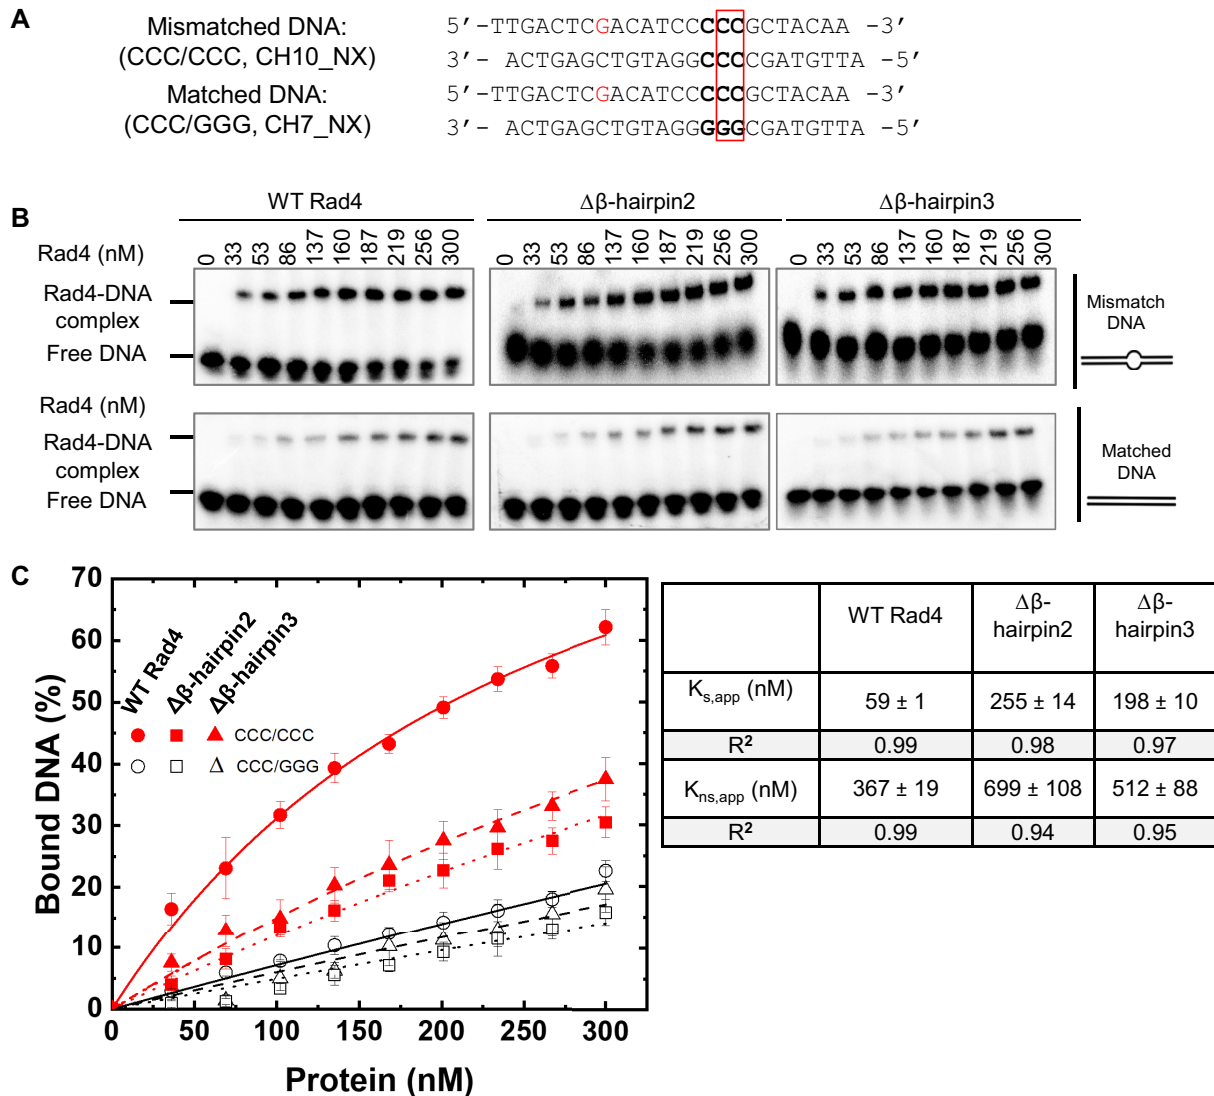 A
Mismatched DNA:
(CCC/CCC, CH10_NX)
5′-TTGACTCGACATCCCCCGCTACAA -3′
3′- ACTGAGCTGTAGGCCCCGATGTTA -5′
Matched DNA:
(CCC/GGG, CH7_NX)
5′-TTGACTCGACATCCCCCGCTACAA -3′
3′- ACTGAGCTGTAGGGGGCGATGTTA -5′
B
WT Rad4
Δβ-hairpin2
Δβ-hairpin3
Rad4 (nM)
0 33 53 86 137 160 187 219 256 300
0 33 53 86 137 160 187 219 256 300
0 33 53 86 137 160 187 219 256 300
Rad4-DNA
complex
Free DNA
Mismatch
DNA
Rad4 (nM)
Rad4-DNA
complex
Free DNA
Matched
DNA
C
Bound DNA (%)
70
60
50
40
30
20
10
0
0 50 100 150 200 250 300
Protein (nM)
WT Rad4
Δβ-hairpin2
Δβ-hairpin3
CCC/CCC
CCC/GGG
WT Rad4 Δβ-hairpin2 Δβ-hairpin3
Ks,app (nM) 59 ± 1 255 ± 14 198 ± 10
R² 0.99 0.98 0.97
Kns,app (nM) 367 ± 19 699 ± 108 512 ± 88
R² 0.99 0.94 0.95